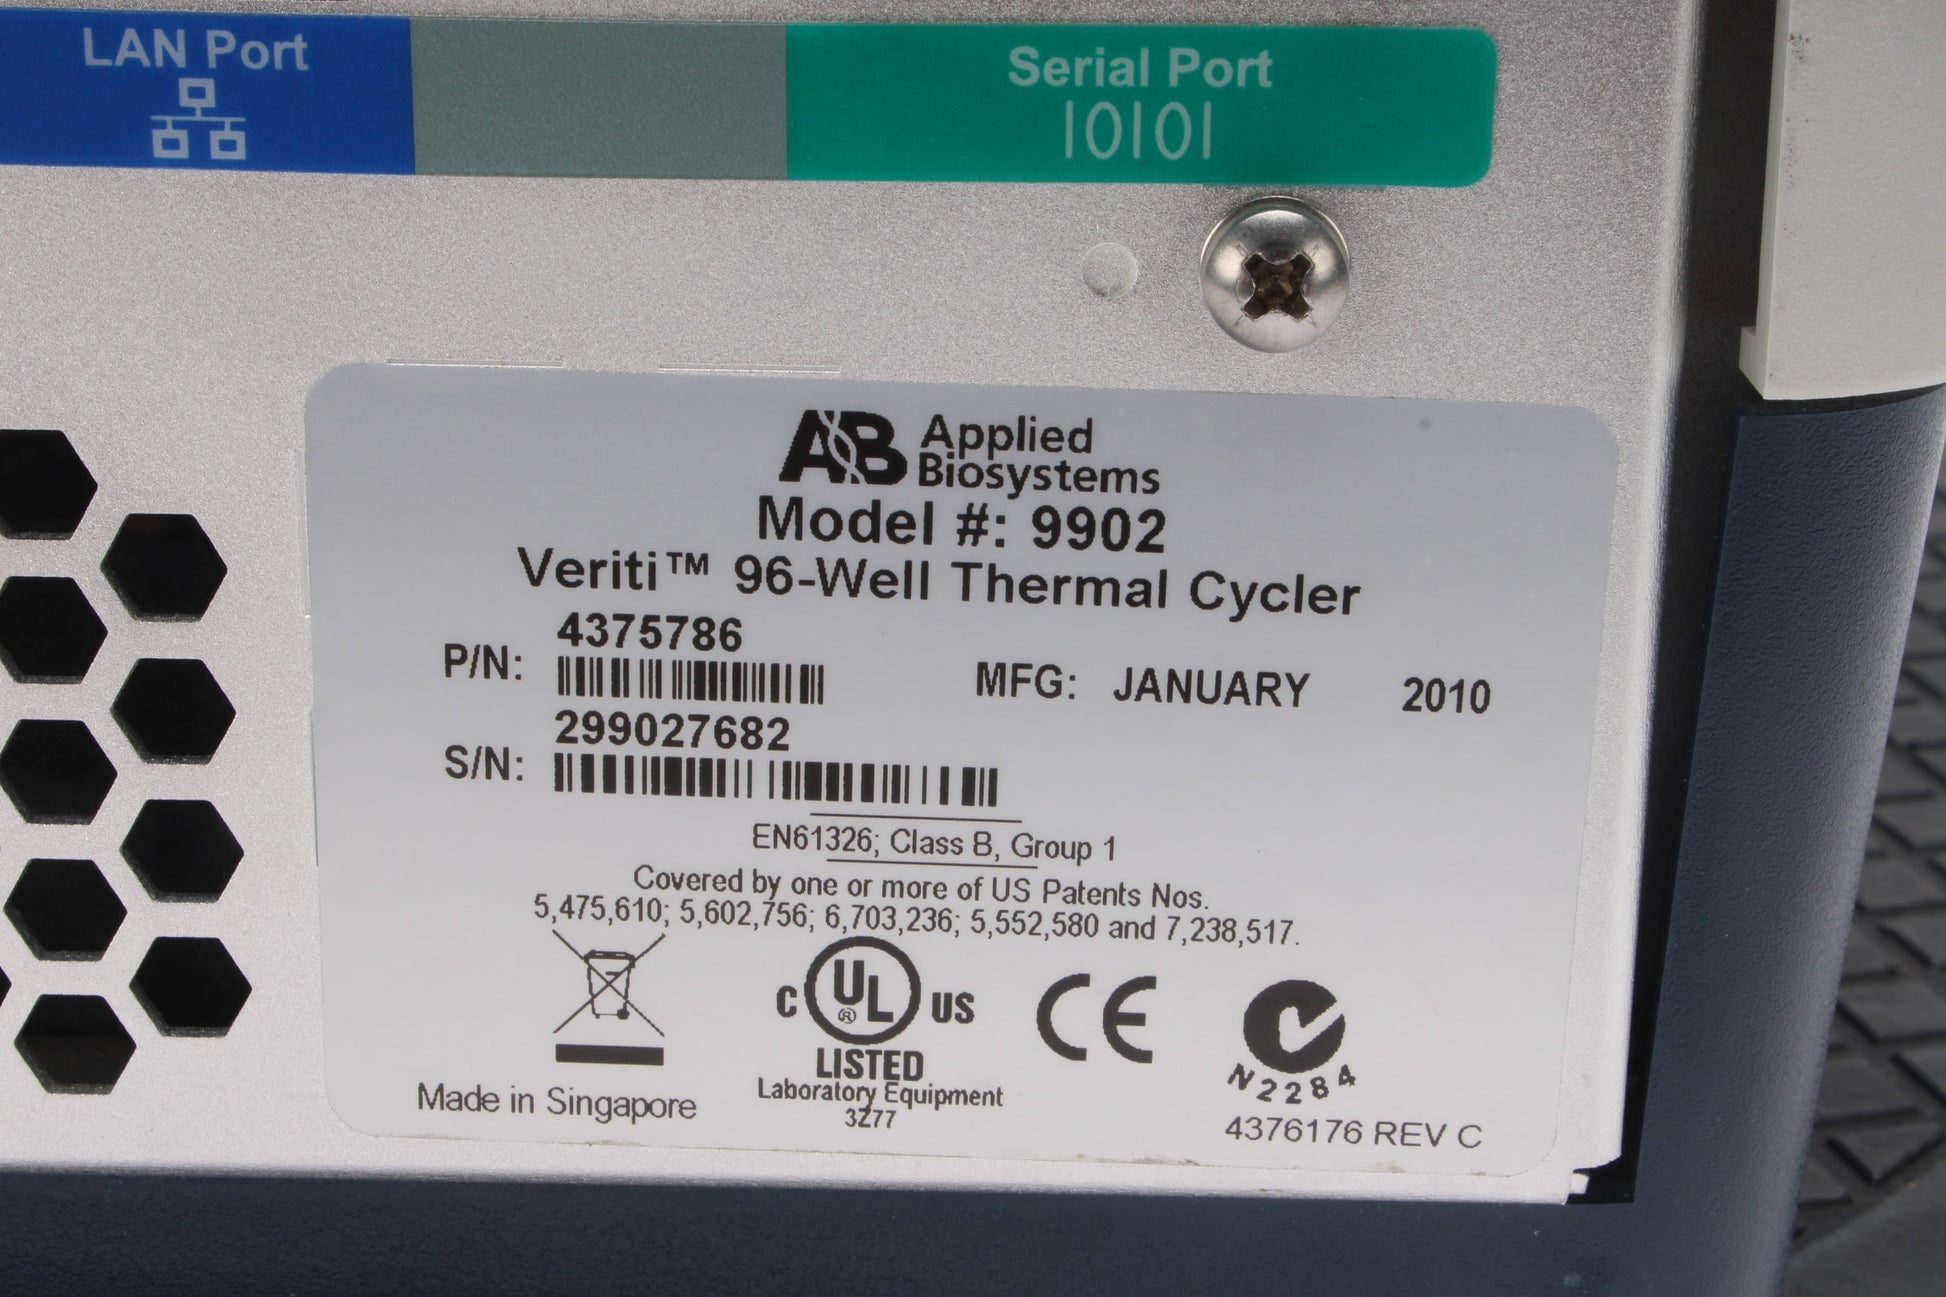 LAN Port
Serial Port
10101
AB Applied
Biosystems
Model #: 9902
Veriti™ 96-Well Thermal Cycler
4375786
P/N:
MFG: JANUARY 2010
299027682
S/N:
EN61326; Class B, Group 1
Covered by one or more of US Patents Nos.
5,475,610; 5,602,756; 6,703,236; 5,552,580 and 7,238,517.
C UL® US
CE
LISTED
N2284
Laboratory Equipment
3Z77
Made in Singapore
4376176 REV C